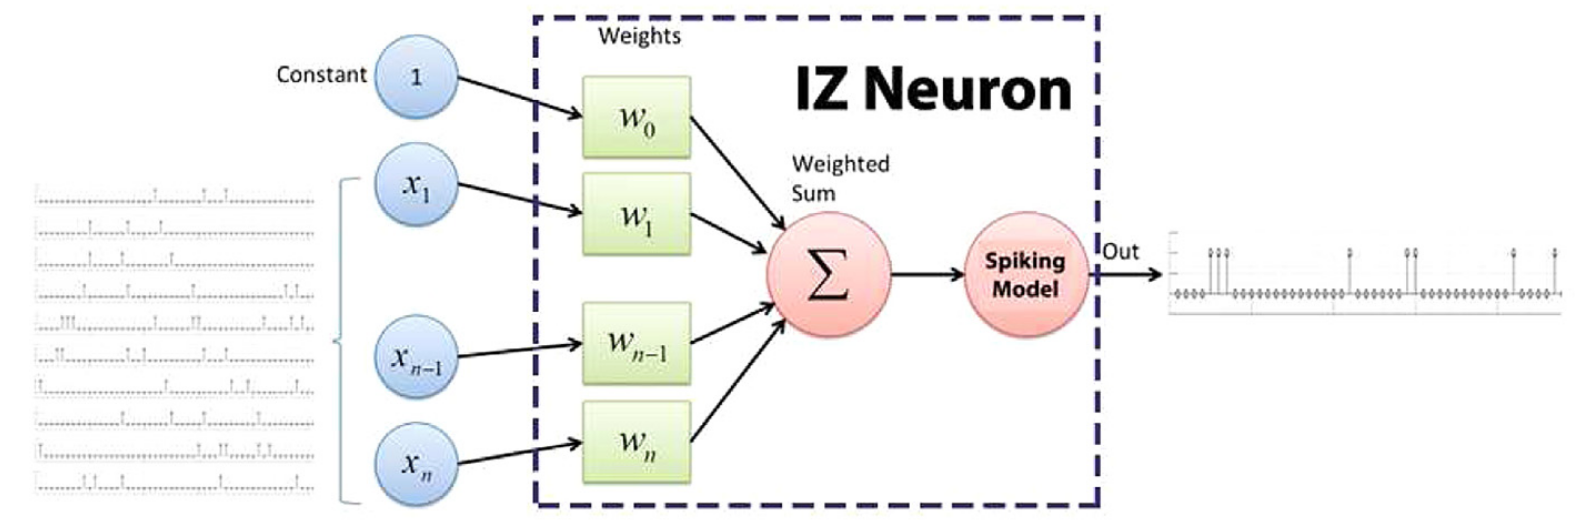 Weights
IZ Neuron
Constant
1
w0
Weighted
Sum
x1
w1
∑
Spiking
Model
Out
xn−1
wn−1
xn
wn